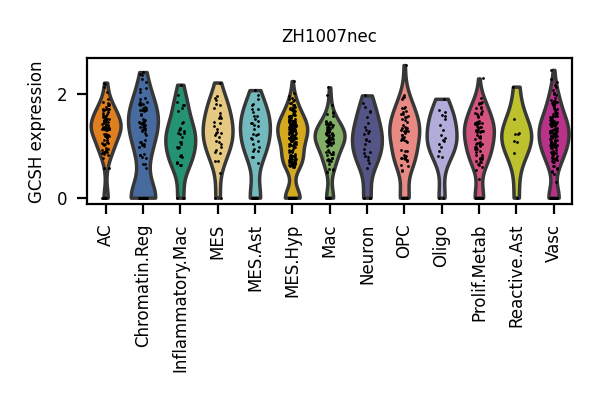 ZH1007nec
GCSH expression
2
0
AC
Chromatin.Reg
Inflammatory.Mac
MES
MES.Ast
MES.Hyp
Mac
Neuron
OPC
Oligo
Prolif.Metab
Reactive.Ast
Vasc